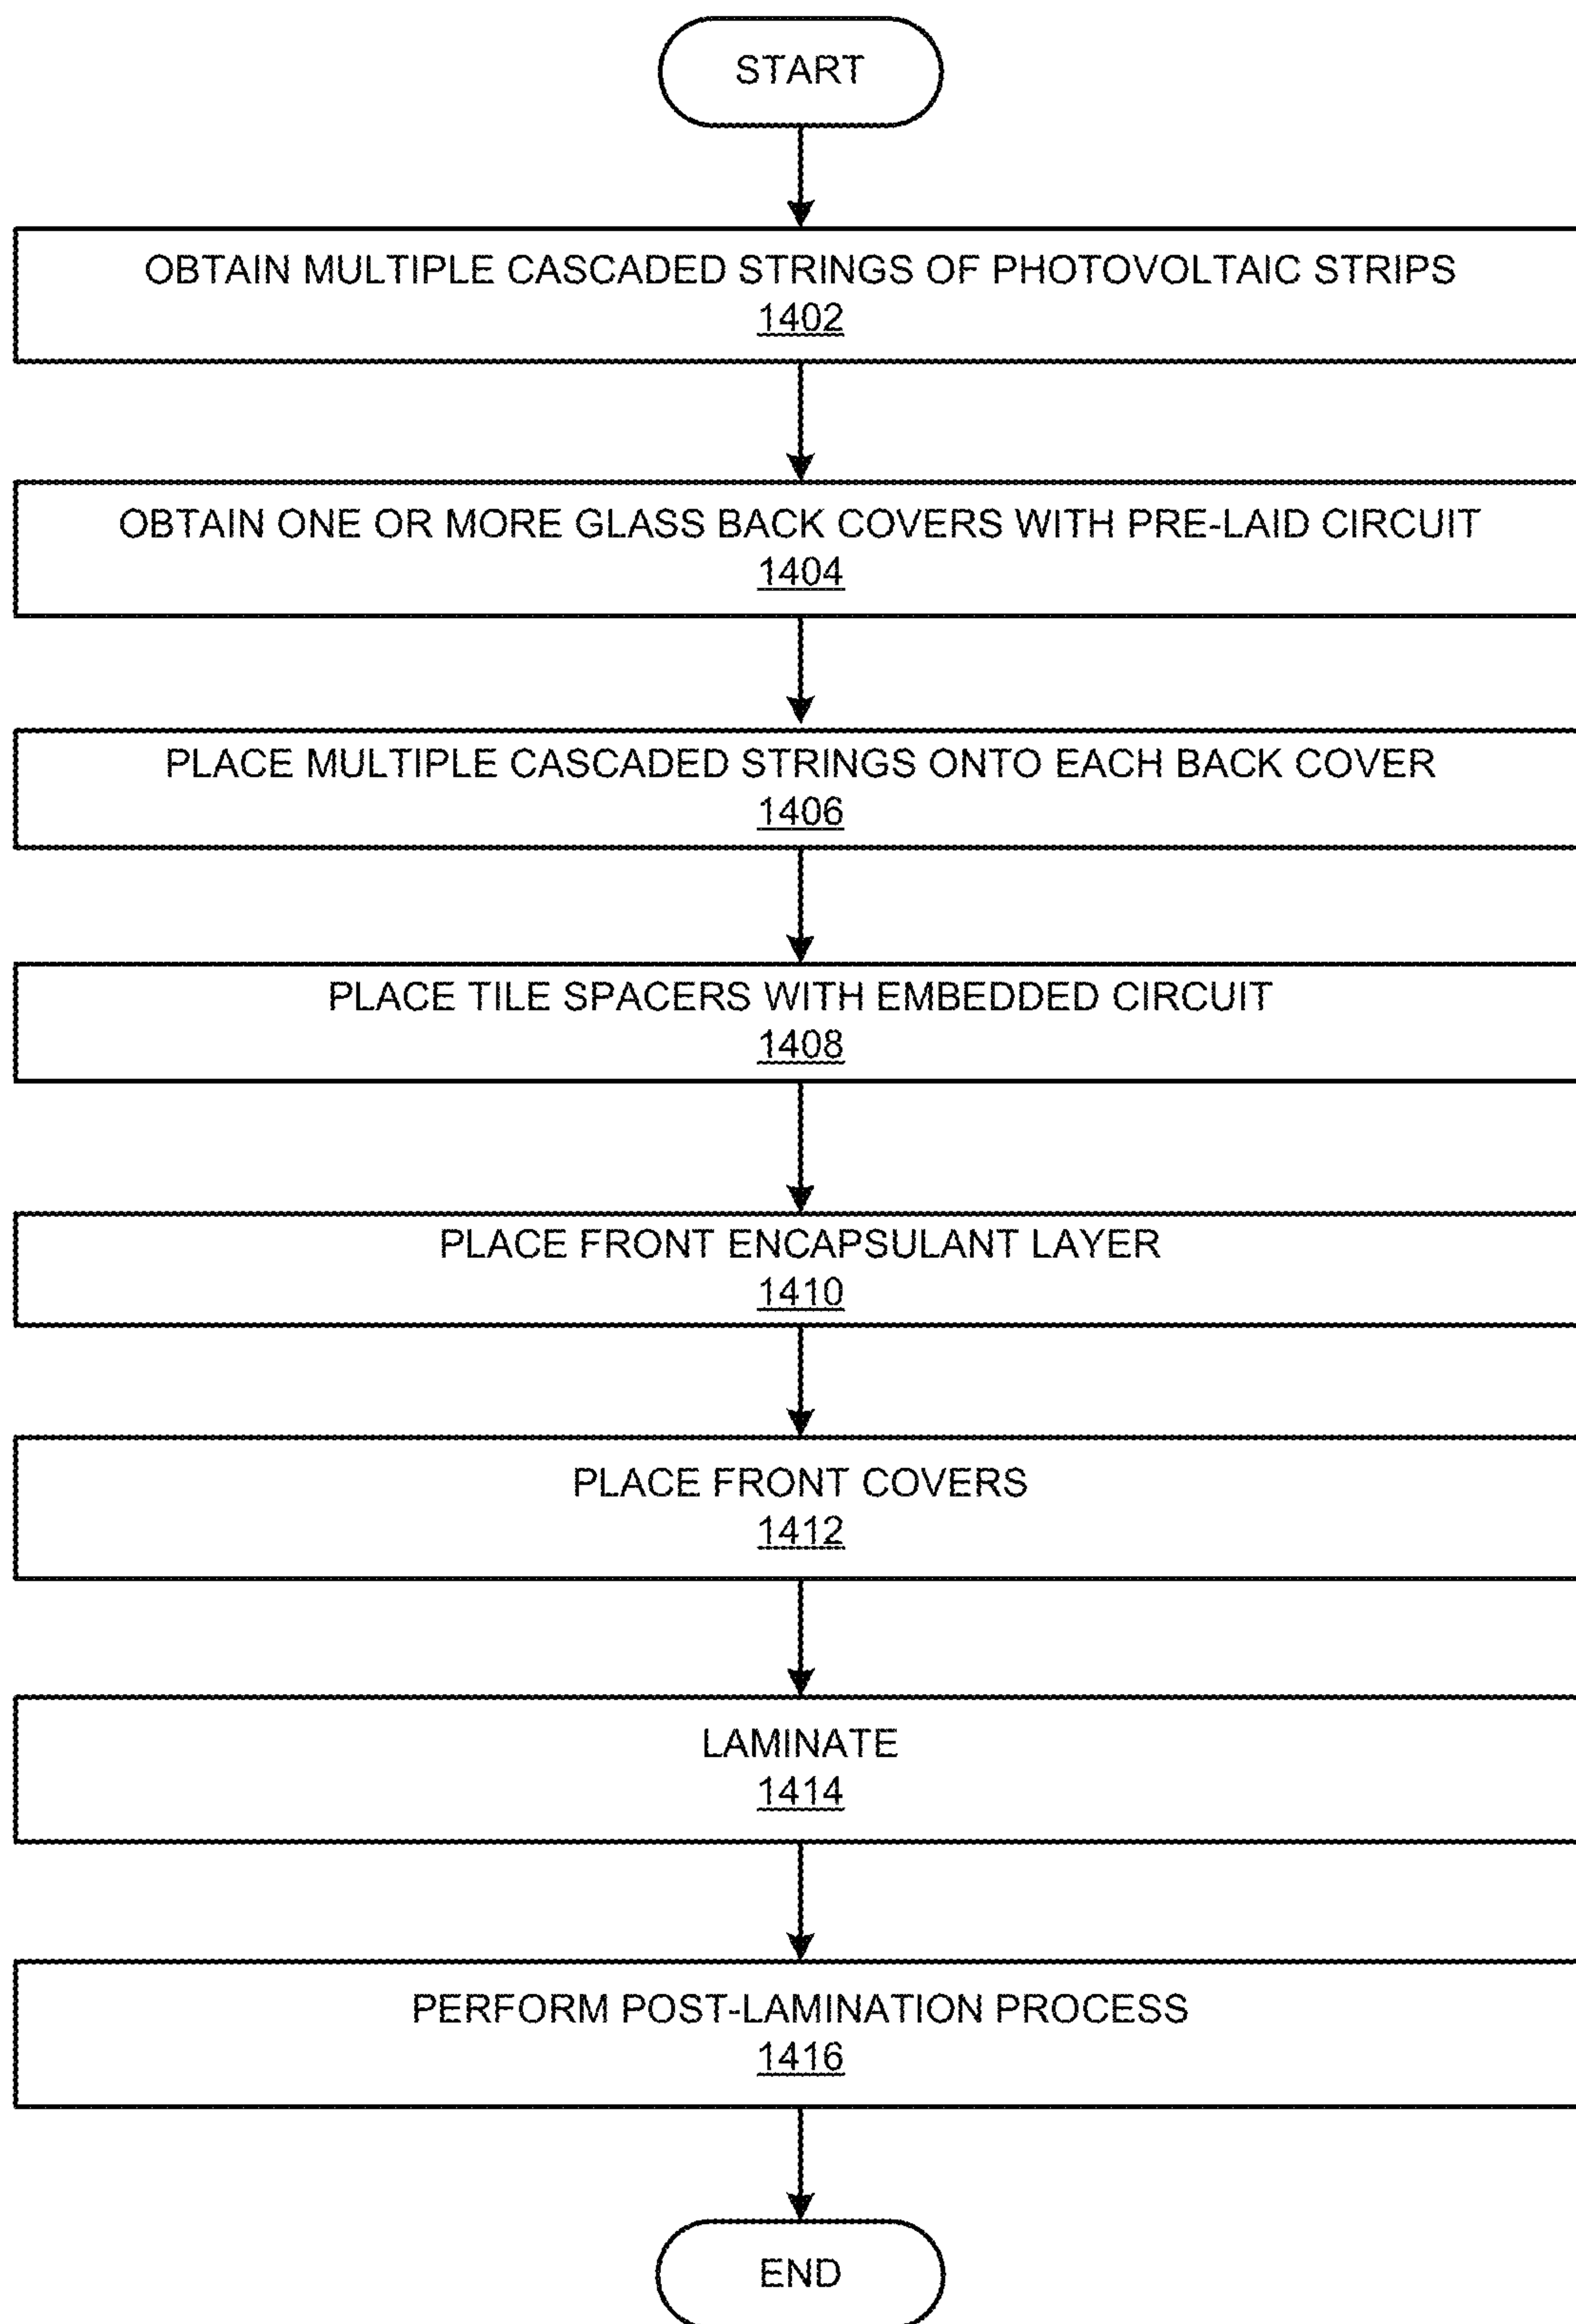 START
OBTAIN MULTIPLE CASCADED STRINGS OF PHOTOVOLTAIC STRIPS
1402
OBTAIN ONE OR MORE GLASS BACK COVERS WITH PRE-LAID CIRCUIT
1404
PLACE MULTIPLE CASCADED STRINGS ONTO EACH BACK COVER
1406
PLACE TILE SPACERS WITH EMBEDDED CIRCUIT
1408
PLACE FRONT ENCAPSULANT LAYER
1410
PLACE FRONT COVERS
1412
LAMINATE
1414
PERFORM POST-LAMINATION PROCESS
1416
END